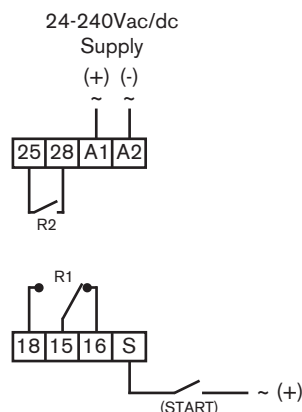 24-240Vac/dc
Supply
(+) (-)
~ ~
25 28 A1 A2
R2
R1
18 15 16 S
~ (+)
(START)